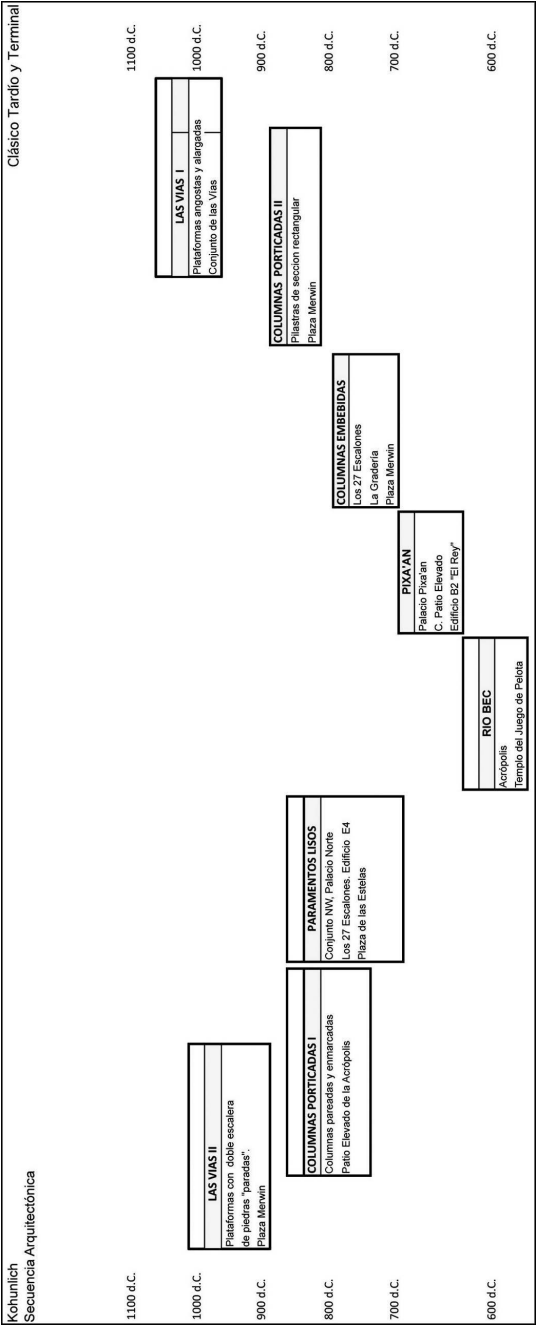 Kohunlich
Secuencia Arquitectónica
Clásico Tardío y Terminal
1100 d.C.
1000 d.C.
900 d.C.
800 d.C.
700 d.C.
600 d.C.
LAS VIAS II
Plataformas con doble escalera
de piedras "paradas".
Plaza Merwin
COLUMNAS PORTICADAS I
Columnas pareadas y enmarcadas
Patio Elevado de la Acrópolis
PARAMENTOS LISOS
Conjunto NW, Palacio Norte
Los 27 Escalones. Edificio E4
Plaza de las Estelas
RIO BEC
Acrópolis
Templo del Juego de Pelota
PIXA'AN
Palacio Pixa'an
C. Patio Elevado
Edificio B2 "El Rey"
COLUMNAS EMBEBIDAS
Los 27 Escalones
La Gradería
Plaza Merwin
COLUMNAS PORTICADAS II
Pilastras de seccion rectangular
Plaza Merwin
LAS VIAS I
Plataformas angostas y alargadas
Conjunto de las Vías
1100 d.C.
1000 d.C.
900 d.C.
800 d.C.
700 d.C.
600 d.C.